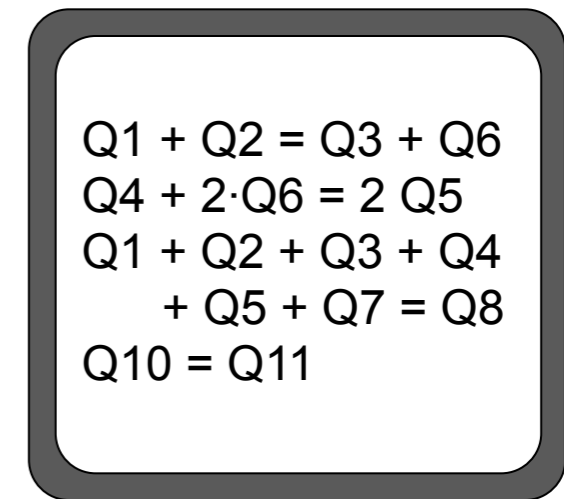 Q1 + Q2 = Q3 + Q6
Q4 + 2·Q6 = 2 Q5
Q1 + Q2 + Q3 + Q4
+ Q5 + Q7 = Q8
Q10 = Q11